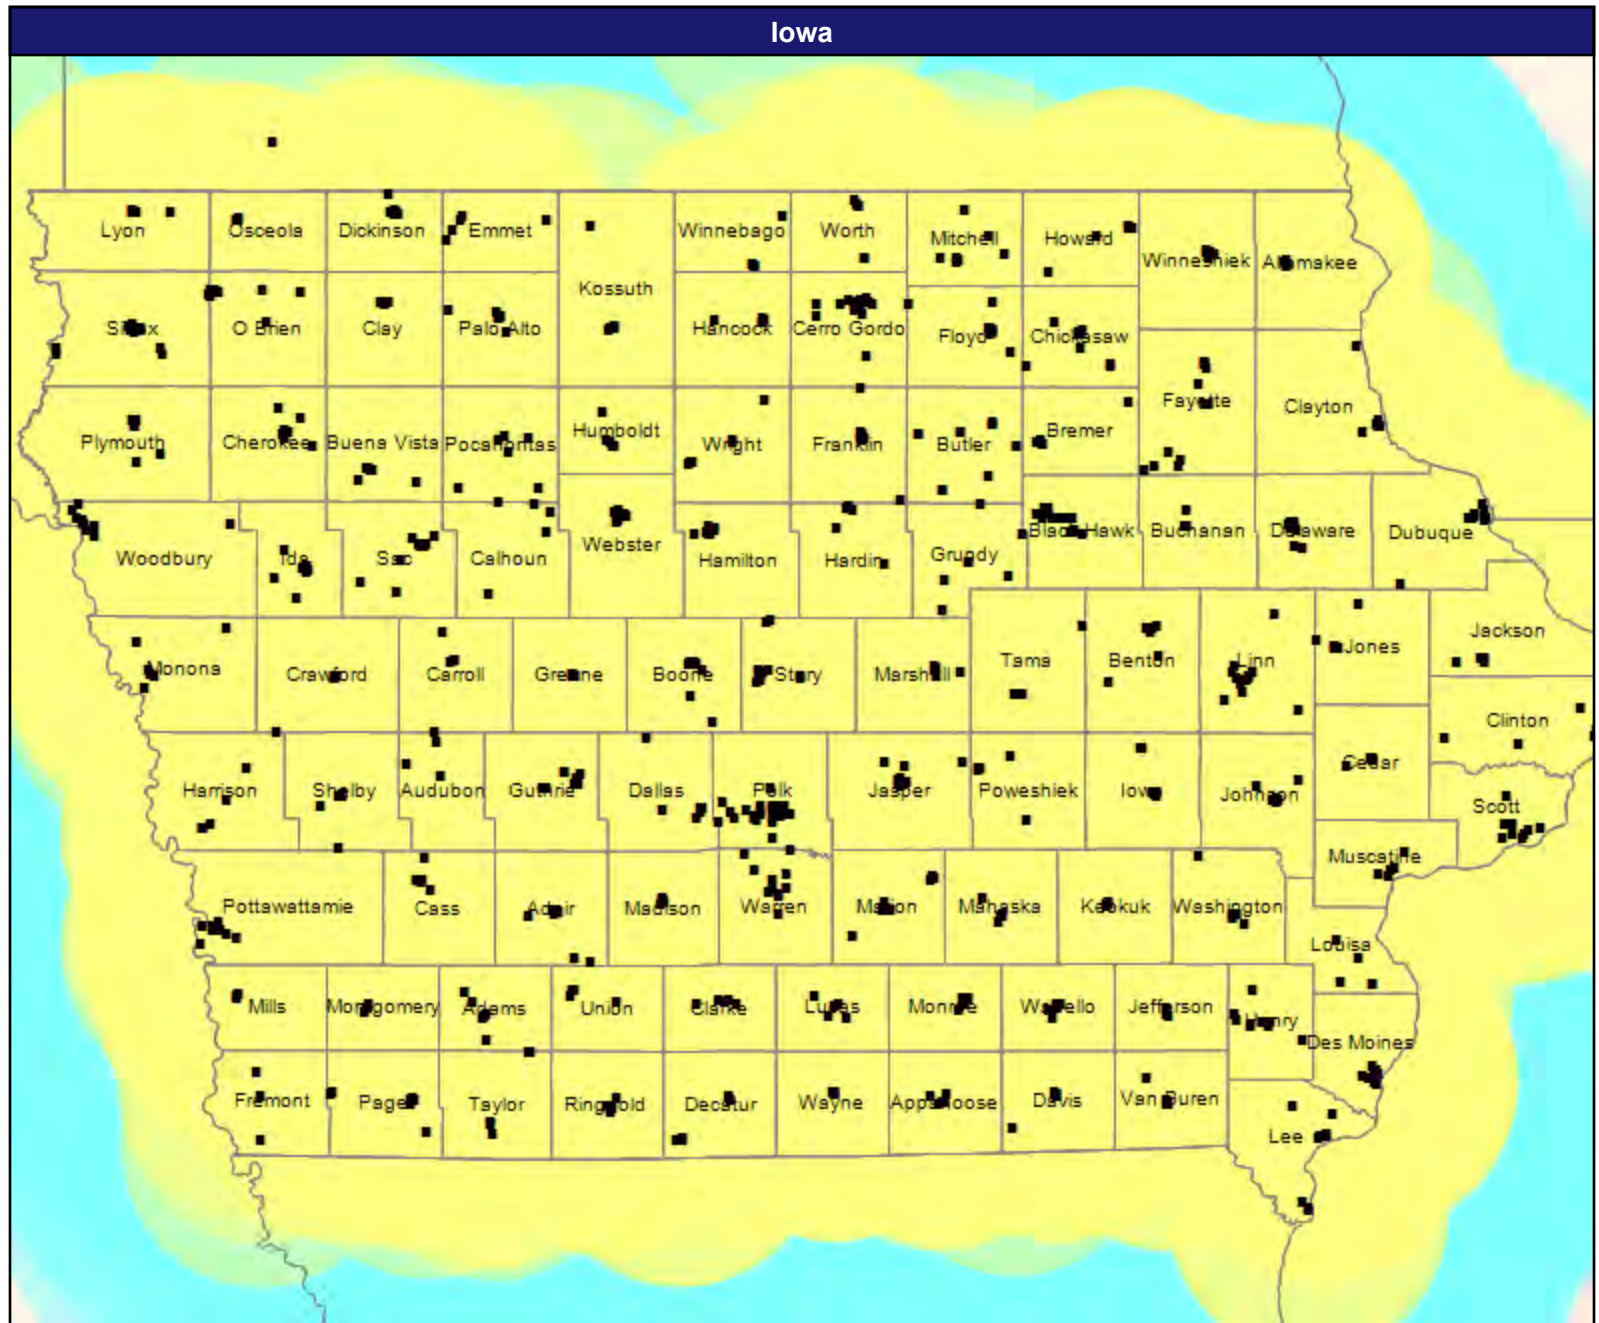 Iowa
Lyon
Osceola
Dickinson
Emmet
Kossuth
Winnebago
Worth
Mitchell
Howard
Winneshiek
Allamakee
Sioux
O Brien
Clay
Palo Alto
Hancock
Cerro Gordo
Floyd
Chickasaw
Plymouth
Cherokee
Buena Vista
Pocahontas
Humboldt
Wright
Franklin
Butler
Bremer
Fayette
Clayton
Woodbury
Ida
Sac
Calhoun
Webster
Hamilton
Hardin
Grundy
Black Hawk
Buchanan
Delaware
Dubuque
Monona
Crawford
Carroll
Greene
Boone
Story
Marshall
Tama
Benton
Linn
Jones
Jackson
Clinton
Harrison
Shelby
Audubon
Guthrie
Dallas
Polk
Jasper
Poweshiek
Iowa
Johnson
Cedar
Scott
Muscatine
Pottawattamie
Cass
Adair
Madison
Warren
Marion
Mahaska
Keokuk
Washington
Louisa
Mills
Montgomery
Adams
Union
Clarke
Lucas
Monroe
Wapello
Jefferson
Henry
Des Moines
Fremont
Page
Taylor
Ringgold
Decatur
Wayne
Appanoose
Davis
Van Buren
Lee